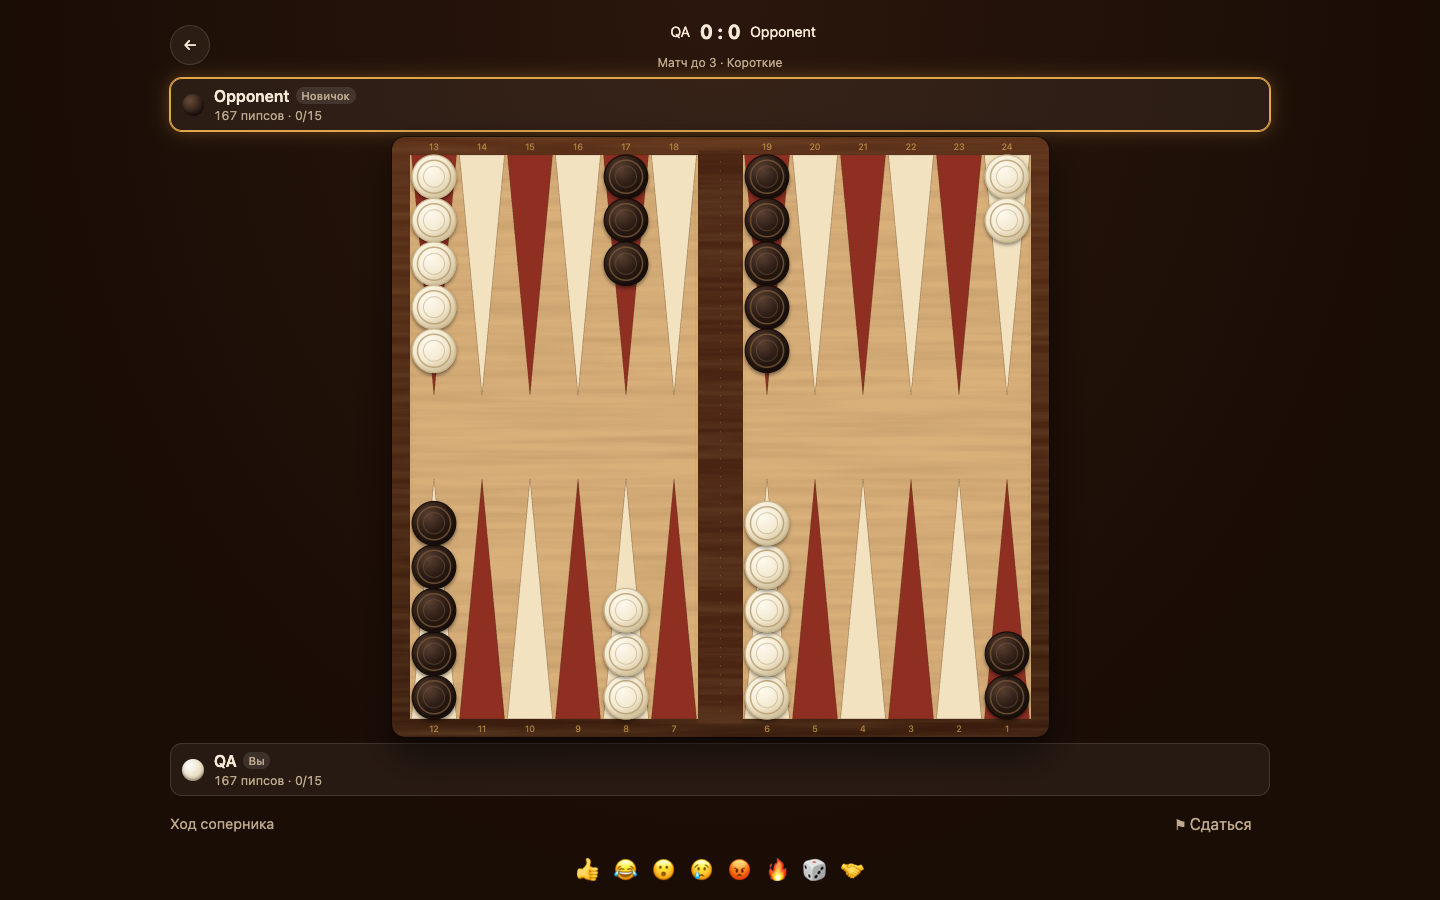 QA 0 : 0 Opponent
Матч до 3 · Короткие
Opponent Новичок
167 пипсов · 0/15
13 14 15 16 17 18 19 20 21 22 23 24
12 11 10 9 8 7 6 5 4 3 2 1
QA Вы
167 пипсов · 0/15
Ход соперника
⚑ Сдаться